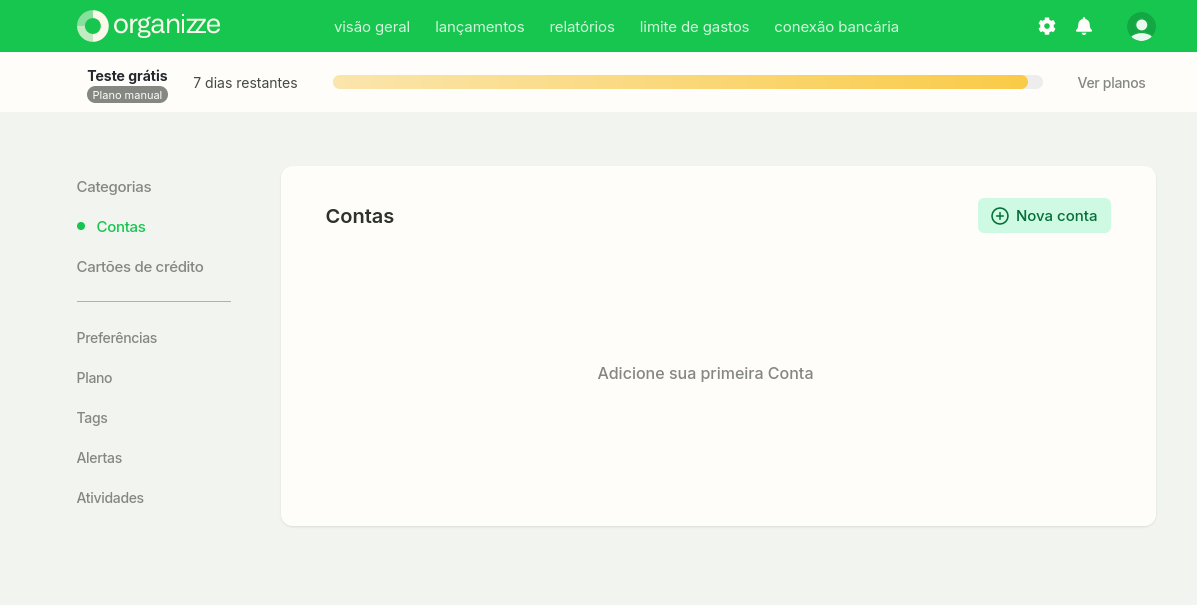 organizze
visão geral lançamentos relatórios limite de gastos conexão bancária
Teste grátis
Plano manual
7 dias restantes
Ver planos
Categorias
Contas
Cartões de crédito
Preferências
Plano
Tags
Alertas
Atividades
Contas
Nova conta
Adicione sua primeira Conta